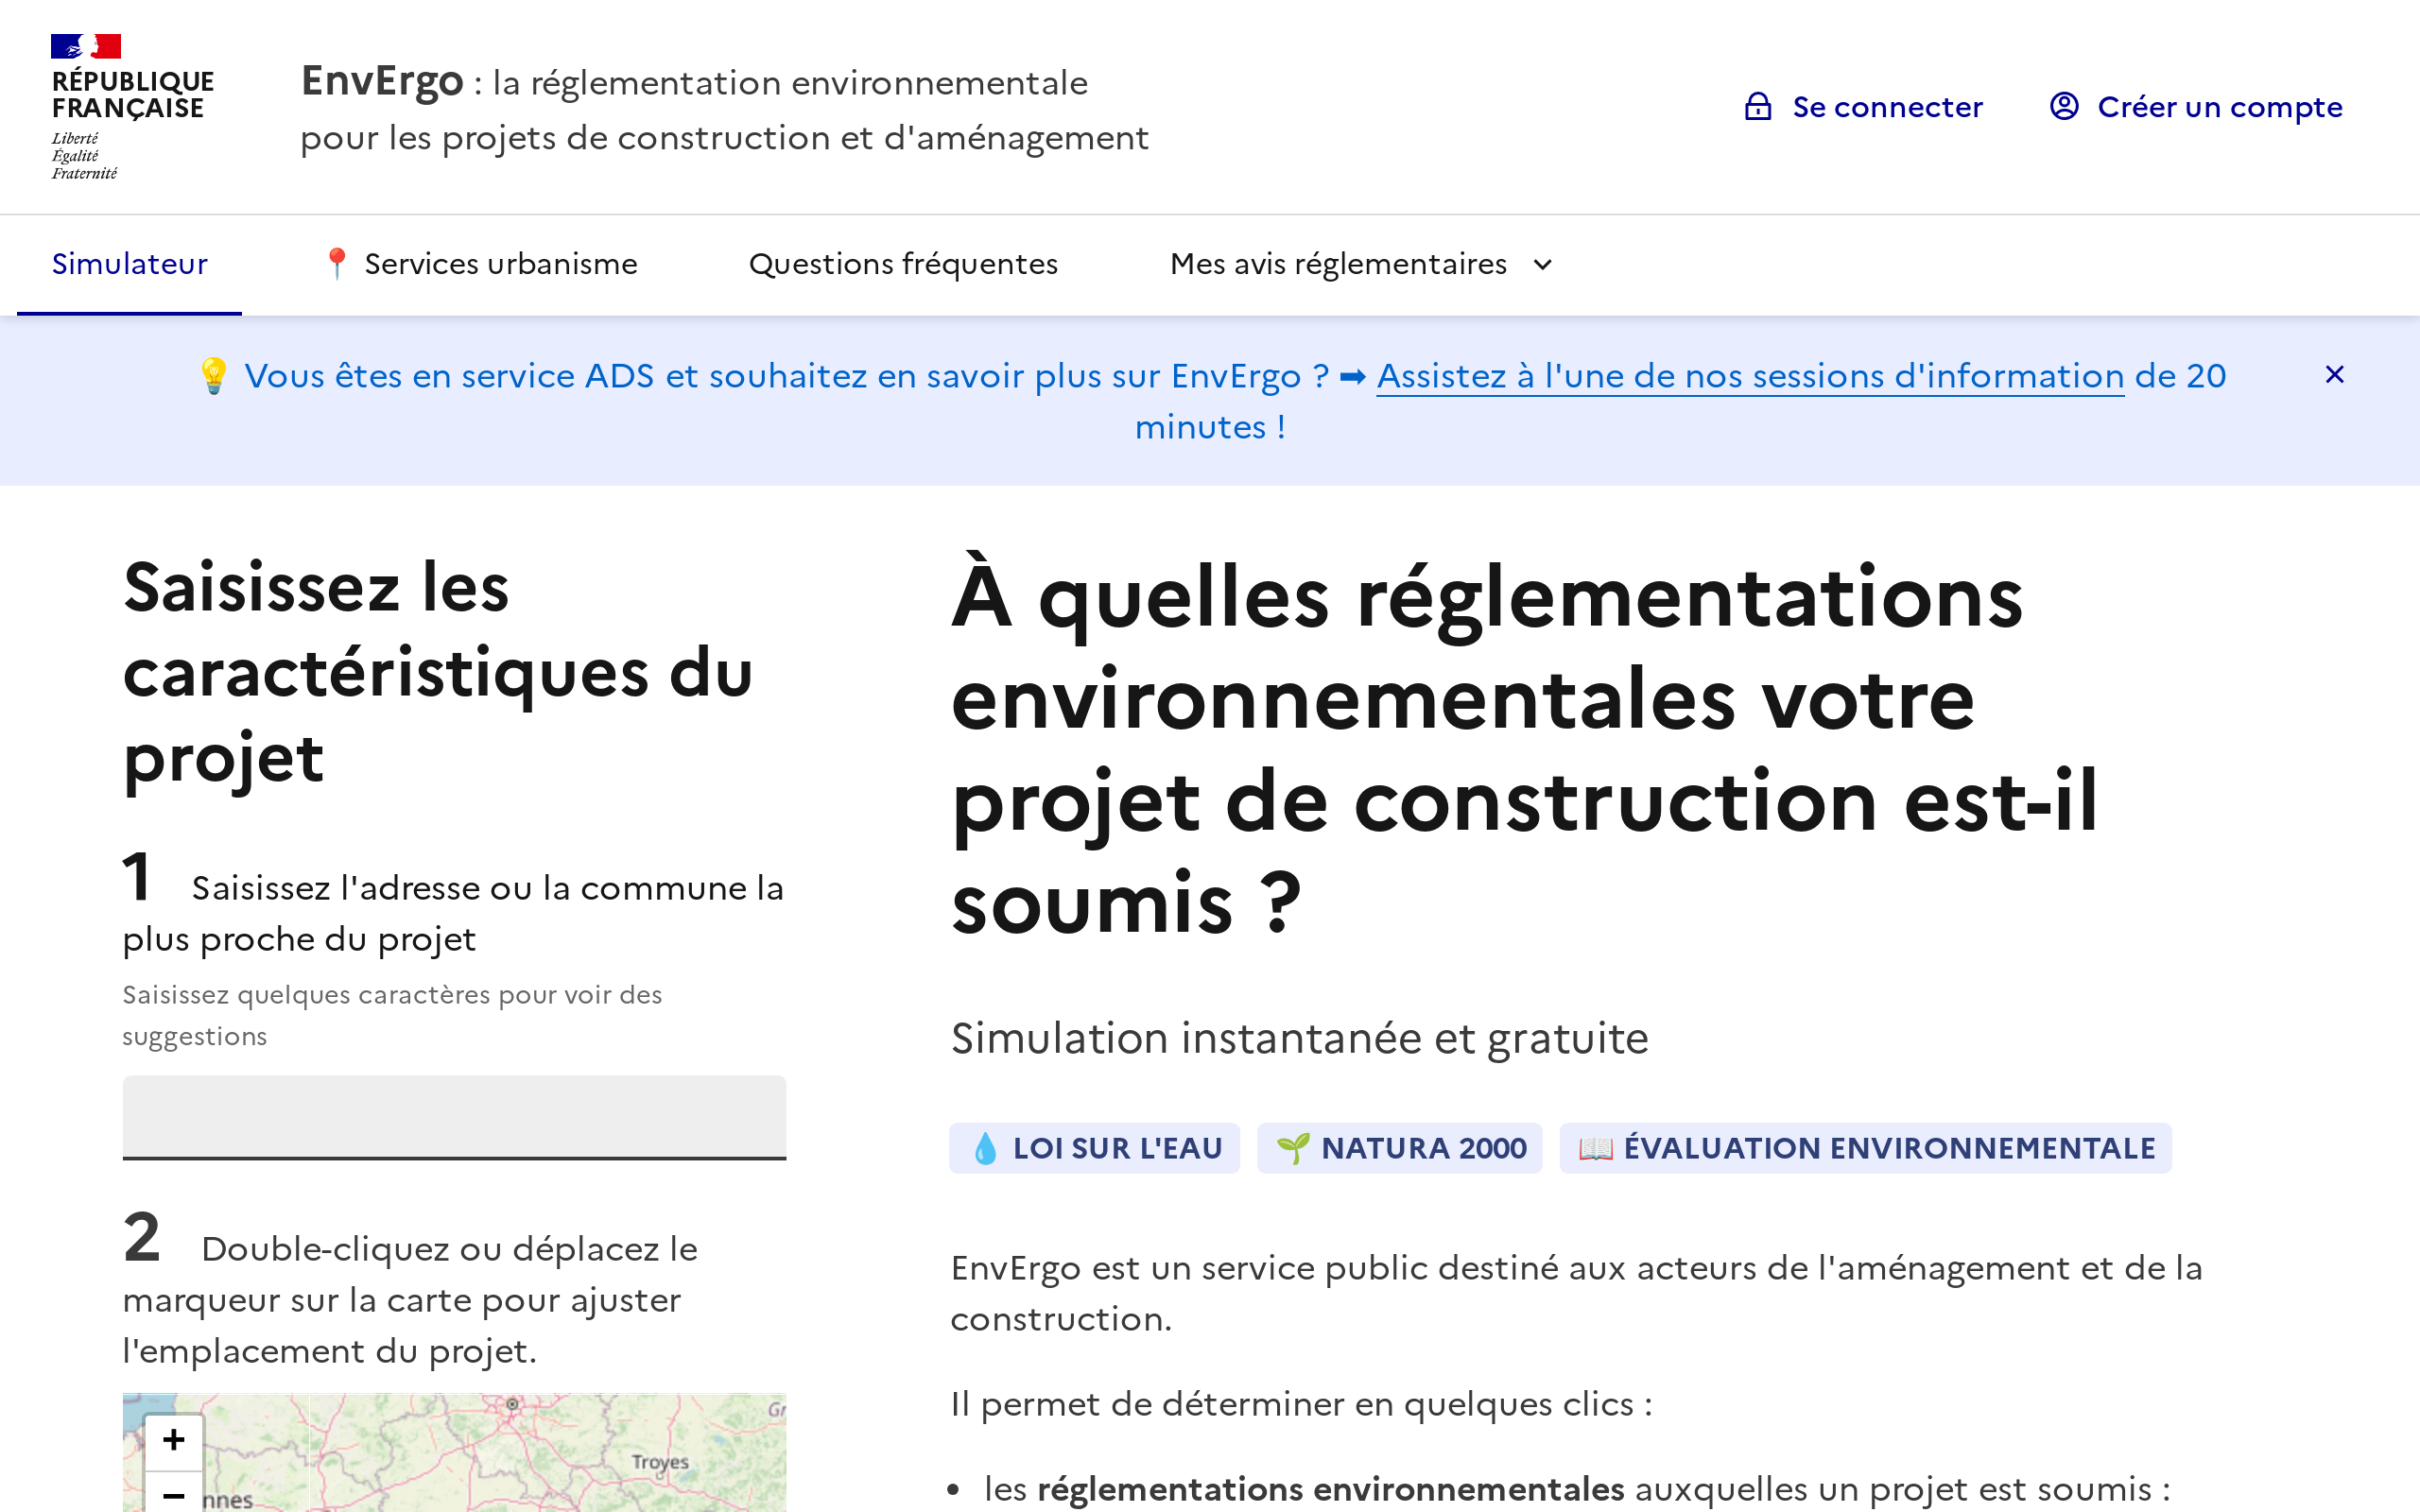 RÉPUBLIQUE
FRANÇAISE
Liberté
Égalité
Fraternité
EnvErgo : la réglementation environnementale
pour les projets de construction et d'aménagement
Se connecter
Créer un compte
Simulateur
📍 Services urbanisme
Questions fréquentes
Mes avis réglementaires
💡 Vous êtes en service ADS et souhaitez en savoir plus sur EnvErgo ? ➡ Assistez à l'une de nos sessions d'information de 20
minutes !
Saisissez les
caractéristiques du
projet
1 Saisissez l'adresse ou la commune la
plus proche du projet
Saisissez quelques caractères pour voir des
suggestions
2 Double-cliquez ou déplacez le
marqueur sur la carte pour ajuster
l'emplacement du projet.
+
−
Troyes
À quelles réglementations
environnementales votre
projet de construction est-il
soumis ?
Simulation instantanée et gratuite
💧 LOI SUR L'EAU
🌱 NATURA 2000
📖 ÉVALUATION ENVIRONNEMENTALE
EnvErgo est un service public destiné aux acteurs de l'aménagement et de la
construction.
Il permet de déterminer en quelques clics :
• les réglementations environnementales auxquelles un projet est soumis :